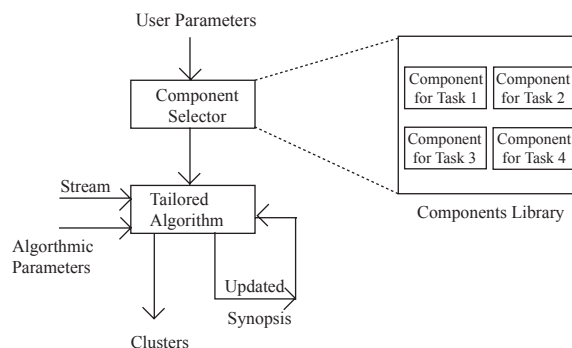 User Parameters
Component
Selector
Component
for Task 1
Component
for Task 2
Component
for Task 3
Component
for Task 4
Components Library
Stream
Tailored
Algorithm
Algorthmic
Parameters
Updated
Synopsis
Clusters